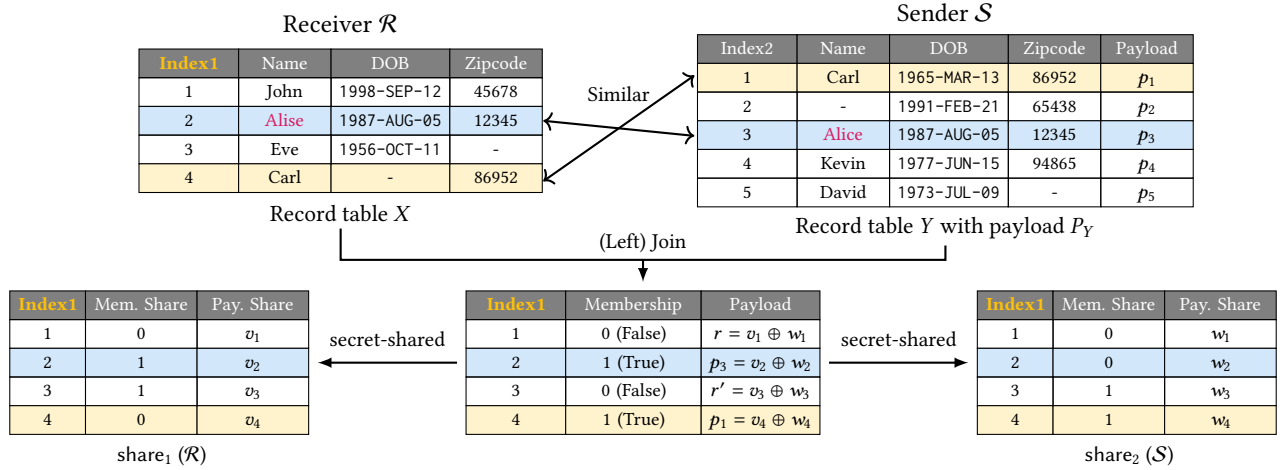 Receiver ℛ
Sender 𝒮
Index1 Name DOB Zipcode
1 John 1998-SEP-12 45678
2 Alise 1987-AUG-05 12345
3 Eve 1956-OCT-11 -
4 Carl - 86952
Similar
Index2 Name DOB Zipcode Payload
1 Carl 1965-MAR-13 86952 p₁
2 - 1991-FEB-21 65438 p₂
3 Alice 1987-AUG-05 12345 p₃
4 Kevin 1977-JUN-15 94865 p₄
5 David 1973-JUL-09 - p₅
Record table X
Record table Y with payload P_Y
(Left) Join
Index1 Mem. Share Pay. Share
1 0 v₁
2 1 v₂
3 1 v₃
4 0 v₄
share₁ (ℛ)
secret-shared
Index1 Membership Payload
1 0 (False) r = v₁ ⊕ w₁
2 1 (True) p₃ = v₂ ⊕ w₂
3 0 (False) r′ = v₃ ⊕ w₃
4 1 (True) p₁ = v₄ ⊕ w₄
secret-shared
Index1 Mem. Share Pay. Share
1 0 w₁
2 0 w₂
3 1 w₃
4 1 w₄
share₂ (𝒮)